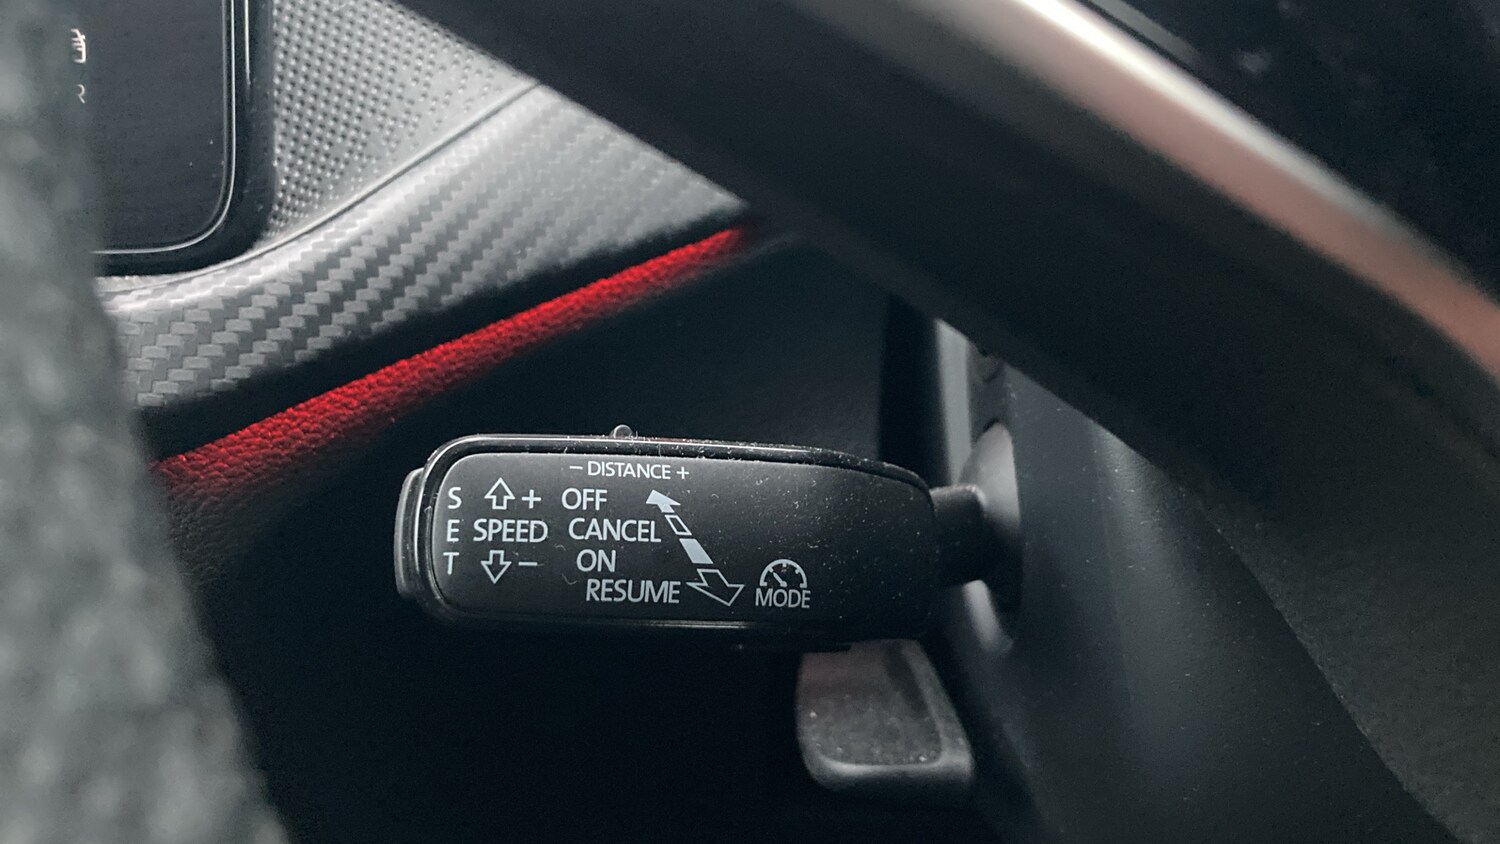 − DISTANCE +
S + OFF
E SPEED CANCEL
T − ON
RESUME
MODE
R